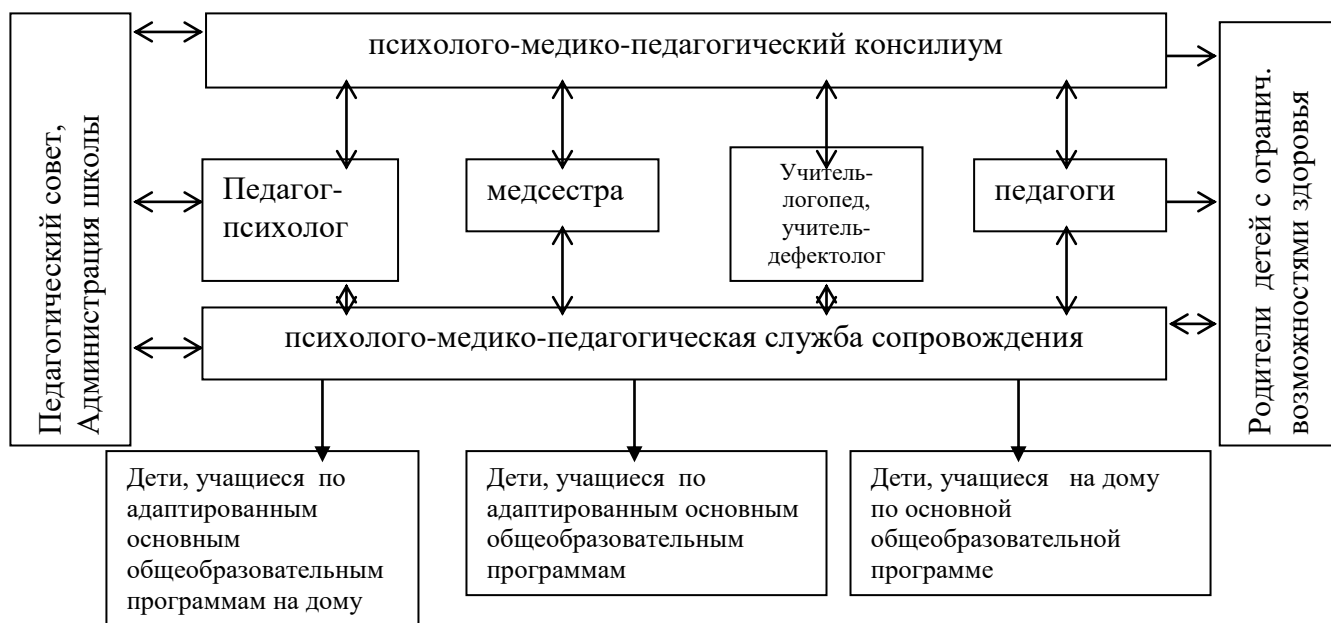 психолого-медико-педагогический консилиум
Педагогический совет,
Администрация школы
Родители детей с огранич.
возможностями здоровья
Педагог-
психолог
медсестра
Учитель-
логопед,
учитель-
дефектолог
педагоги
психолого-медико-педагогическая служба сопровождения
Дети, учащиеся по
адаптированным
основным
общеобразовательным
программам на дому
Дети, учащиеся по
адаптированным основным
общеобразовательным
программам
Дети, учащиеся на дому
по основной
общеобразовательной
программе